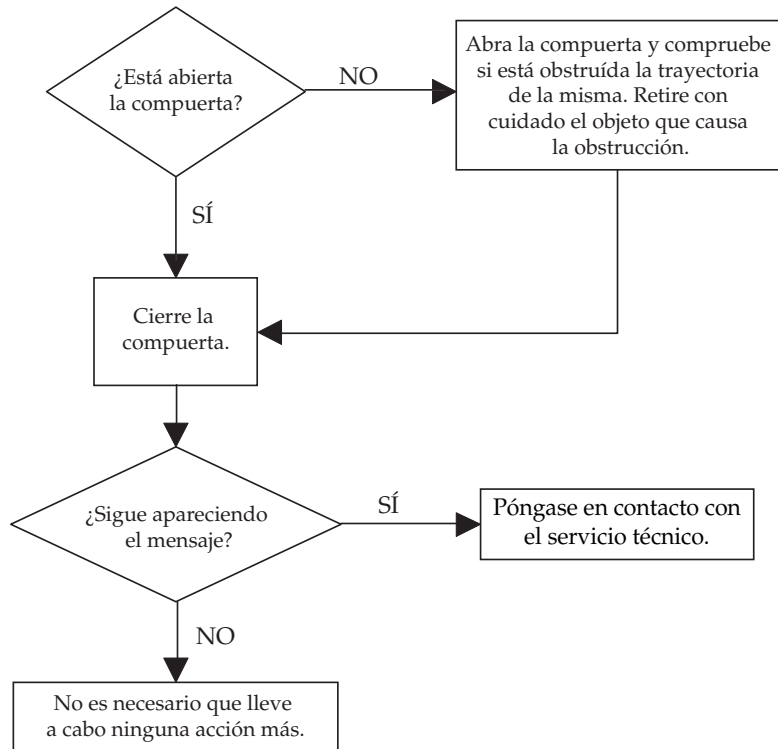 ¿Está abierta
la compuerta?
NO
Abra la compuerta y compruebe
si está obstruída la trayectoria
de la misma. Retire con
cuidado el objeto que causa
la obstrucción.
SÍ
Cierre la
compuerta.
¿Sigue apareciendo
el mensaje?
SÍ
Póngase en contacto con
el servicio técnico.
NO
No es necesario que lleve
a cabo ninguna acción más.